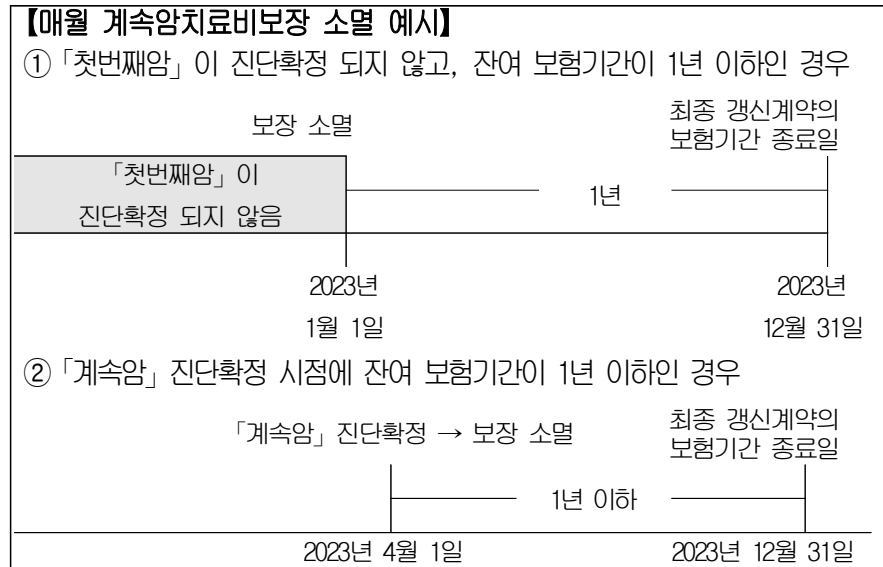 【매월 계속암치료비보장 소멸 예시】
①「첫번째암」이 진단확정 되지 않고, 잔여 보험기간이 1년 이하인 경우
보장 소멸
최종 갱신계약의
보험기간 종료일
「첫번째암」이
진단확정 되지 않음
1년
2023년
1월 1일
2023년
12월 31일
②「계속암」진단확정 시점에 잔여 보험기간이 1년 이하인 경우
「계속암」진단확정 → 보장 소멸
최종 갱신계약의
보험기간 종료일
1년 이하
2023년 4월 1일
2023년 12월 31일